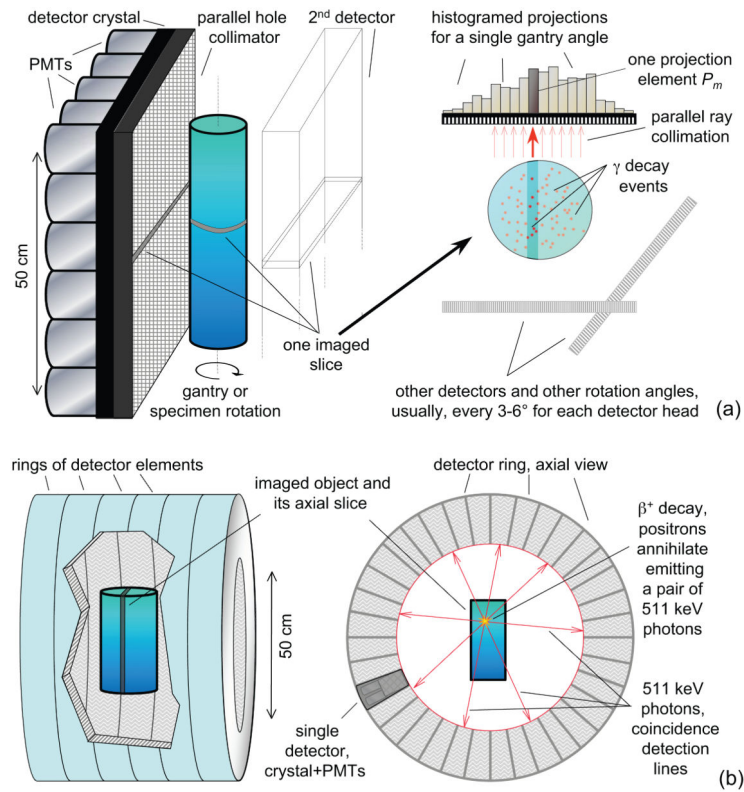 detector crystal
PMTs
parallel hole
collimator
2nd detector
50 cm
one imaged
slice
gantry or
specimen rotation
histogramed projections
for a single gantry angle
one projection
element Pm
parallel ray
collimation
γ decay
events
other detectors and other rotation angles,
usually, every 3-6° for each detector head
(a)
rings of detector elements
imaged object and
its axial slice
50 cm
single
detector,
crystal+PMTs
detector ring, axial view
β+ decay,
positrons
annihilate
emitting
a pair of
511 keV
photons
511 keV
photons,
coincidence
detection
lines
(b)